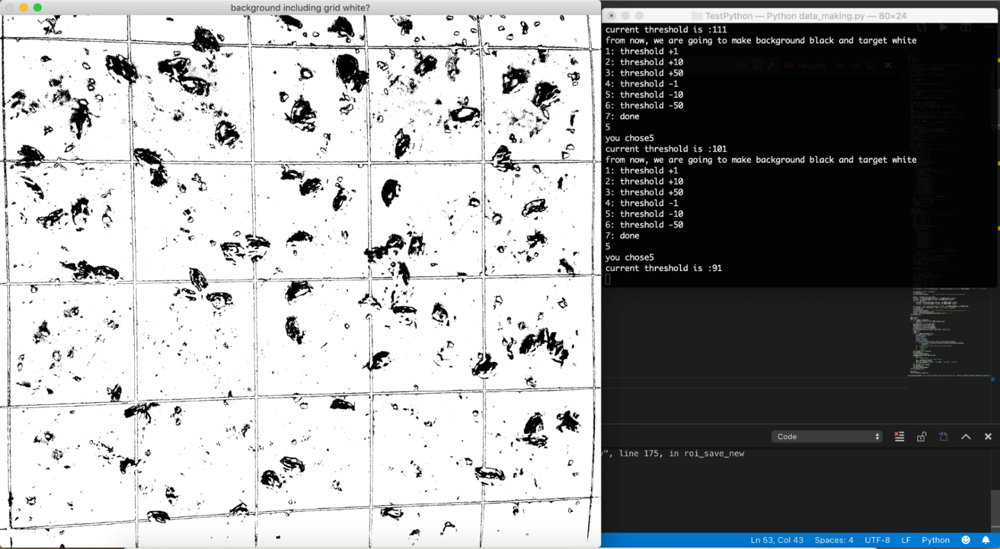 background including grid white?
TestPython — Python data_making.py — 80×24
current threshold is :111
from now, we are going to make background black and target white
1: threshold +1
2: threshold +10
3: threshold +50
4: threshold -1
5: threshold -10
6: threshold -50
7: done
5
you chose5
current threshold is :101
from now, we are going to make background black and target white
1: threshold +1
2: threshold +10
3: threshold +50
4: threshold -1
5: threshold -10
6: threshold -50
7: done
5
you chose5
current threshold is :91
Aa
No Results
Code
", line 175, in roi_save_new
Ln 53, Col 43 Spaces: 4 UTF-8 LF Python